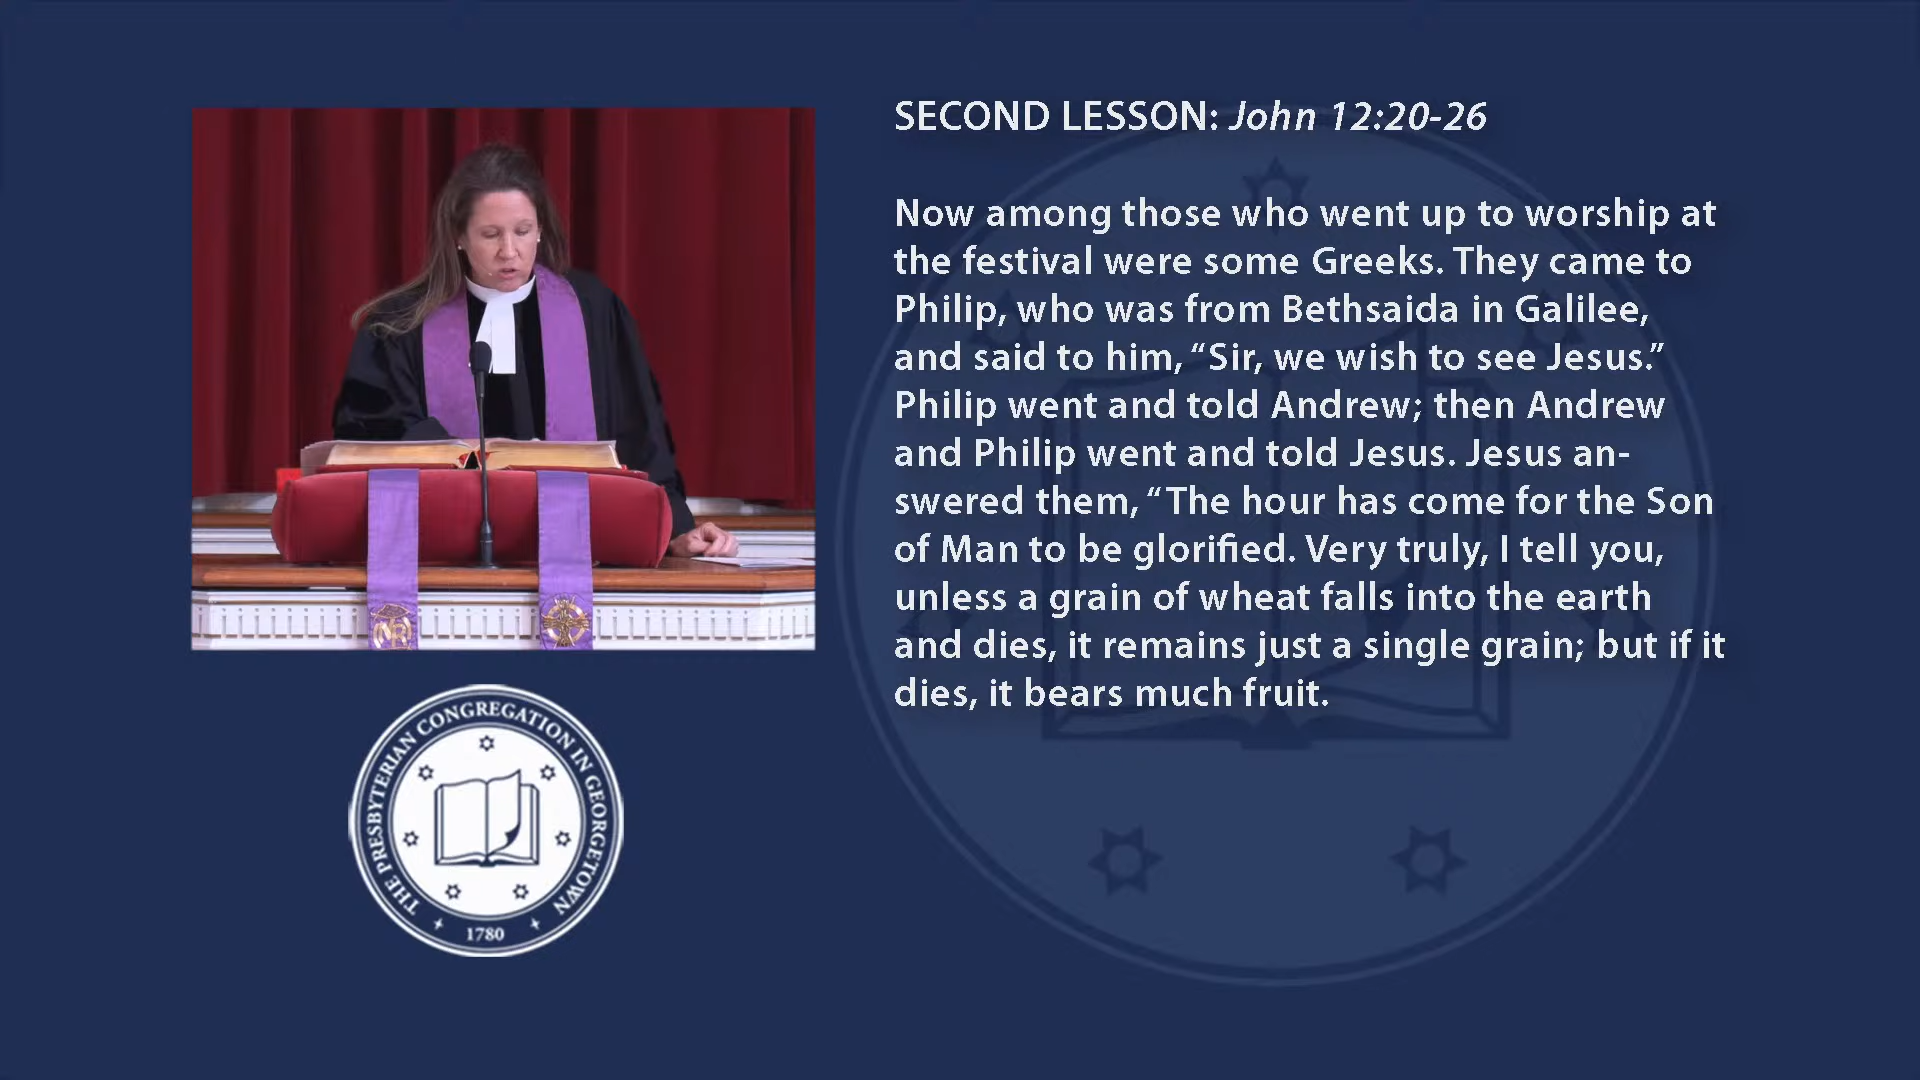 SECOND LESSON: John 12:20-26
Now among those who went up to worship at
the festival were some Greeks. They came to
Philip, who was from Bethsaida in Galilee,
and said to him, “Sir, we wish to see Jesus.”
Philip went and told Andrew; then Andrew
and Philip went and told Jesus. Jesus an-
swered them, “The hour has come for the Son
of Man to be glorified. Very truly, I tell you,
unless a grain of wheat falls into the earth
and dies, it remains just a single grain; but if it
dies, it bears much fruit.
THE PRESBYTERIAN CONGREGATION IN GEORGETOWN
1780